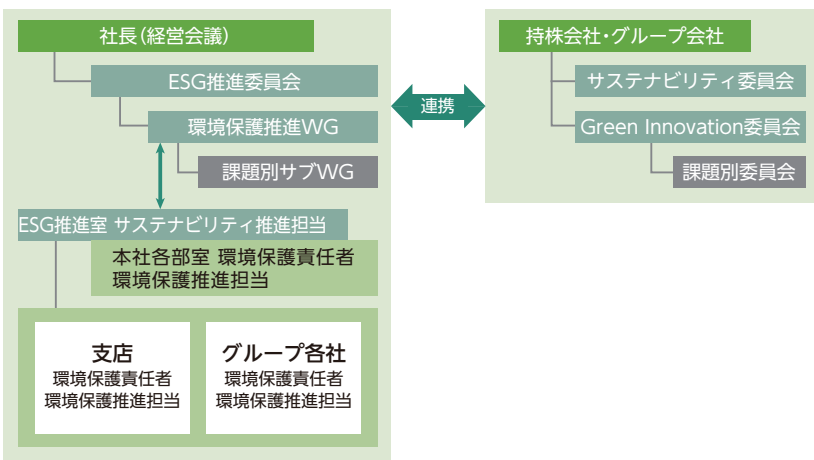 社長（経営会議）
ESG推進委員会
環境保護推進WG
課題別サブWG
ESG推進室 サステナビリティ推進担当
本社各部室 環境保護責任者
環境保護推進担当
支店
環境保護責任者
環境保護推進担当
グループ各社
環境保護責任者
環境保護推進担当
連携
持株会社・グループ会社
サステナビリティ委員会
Green Innovation委員会
課題別委員会